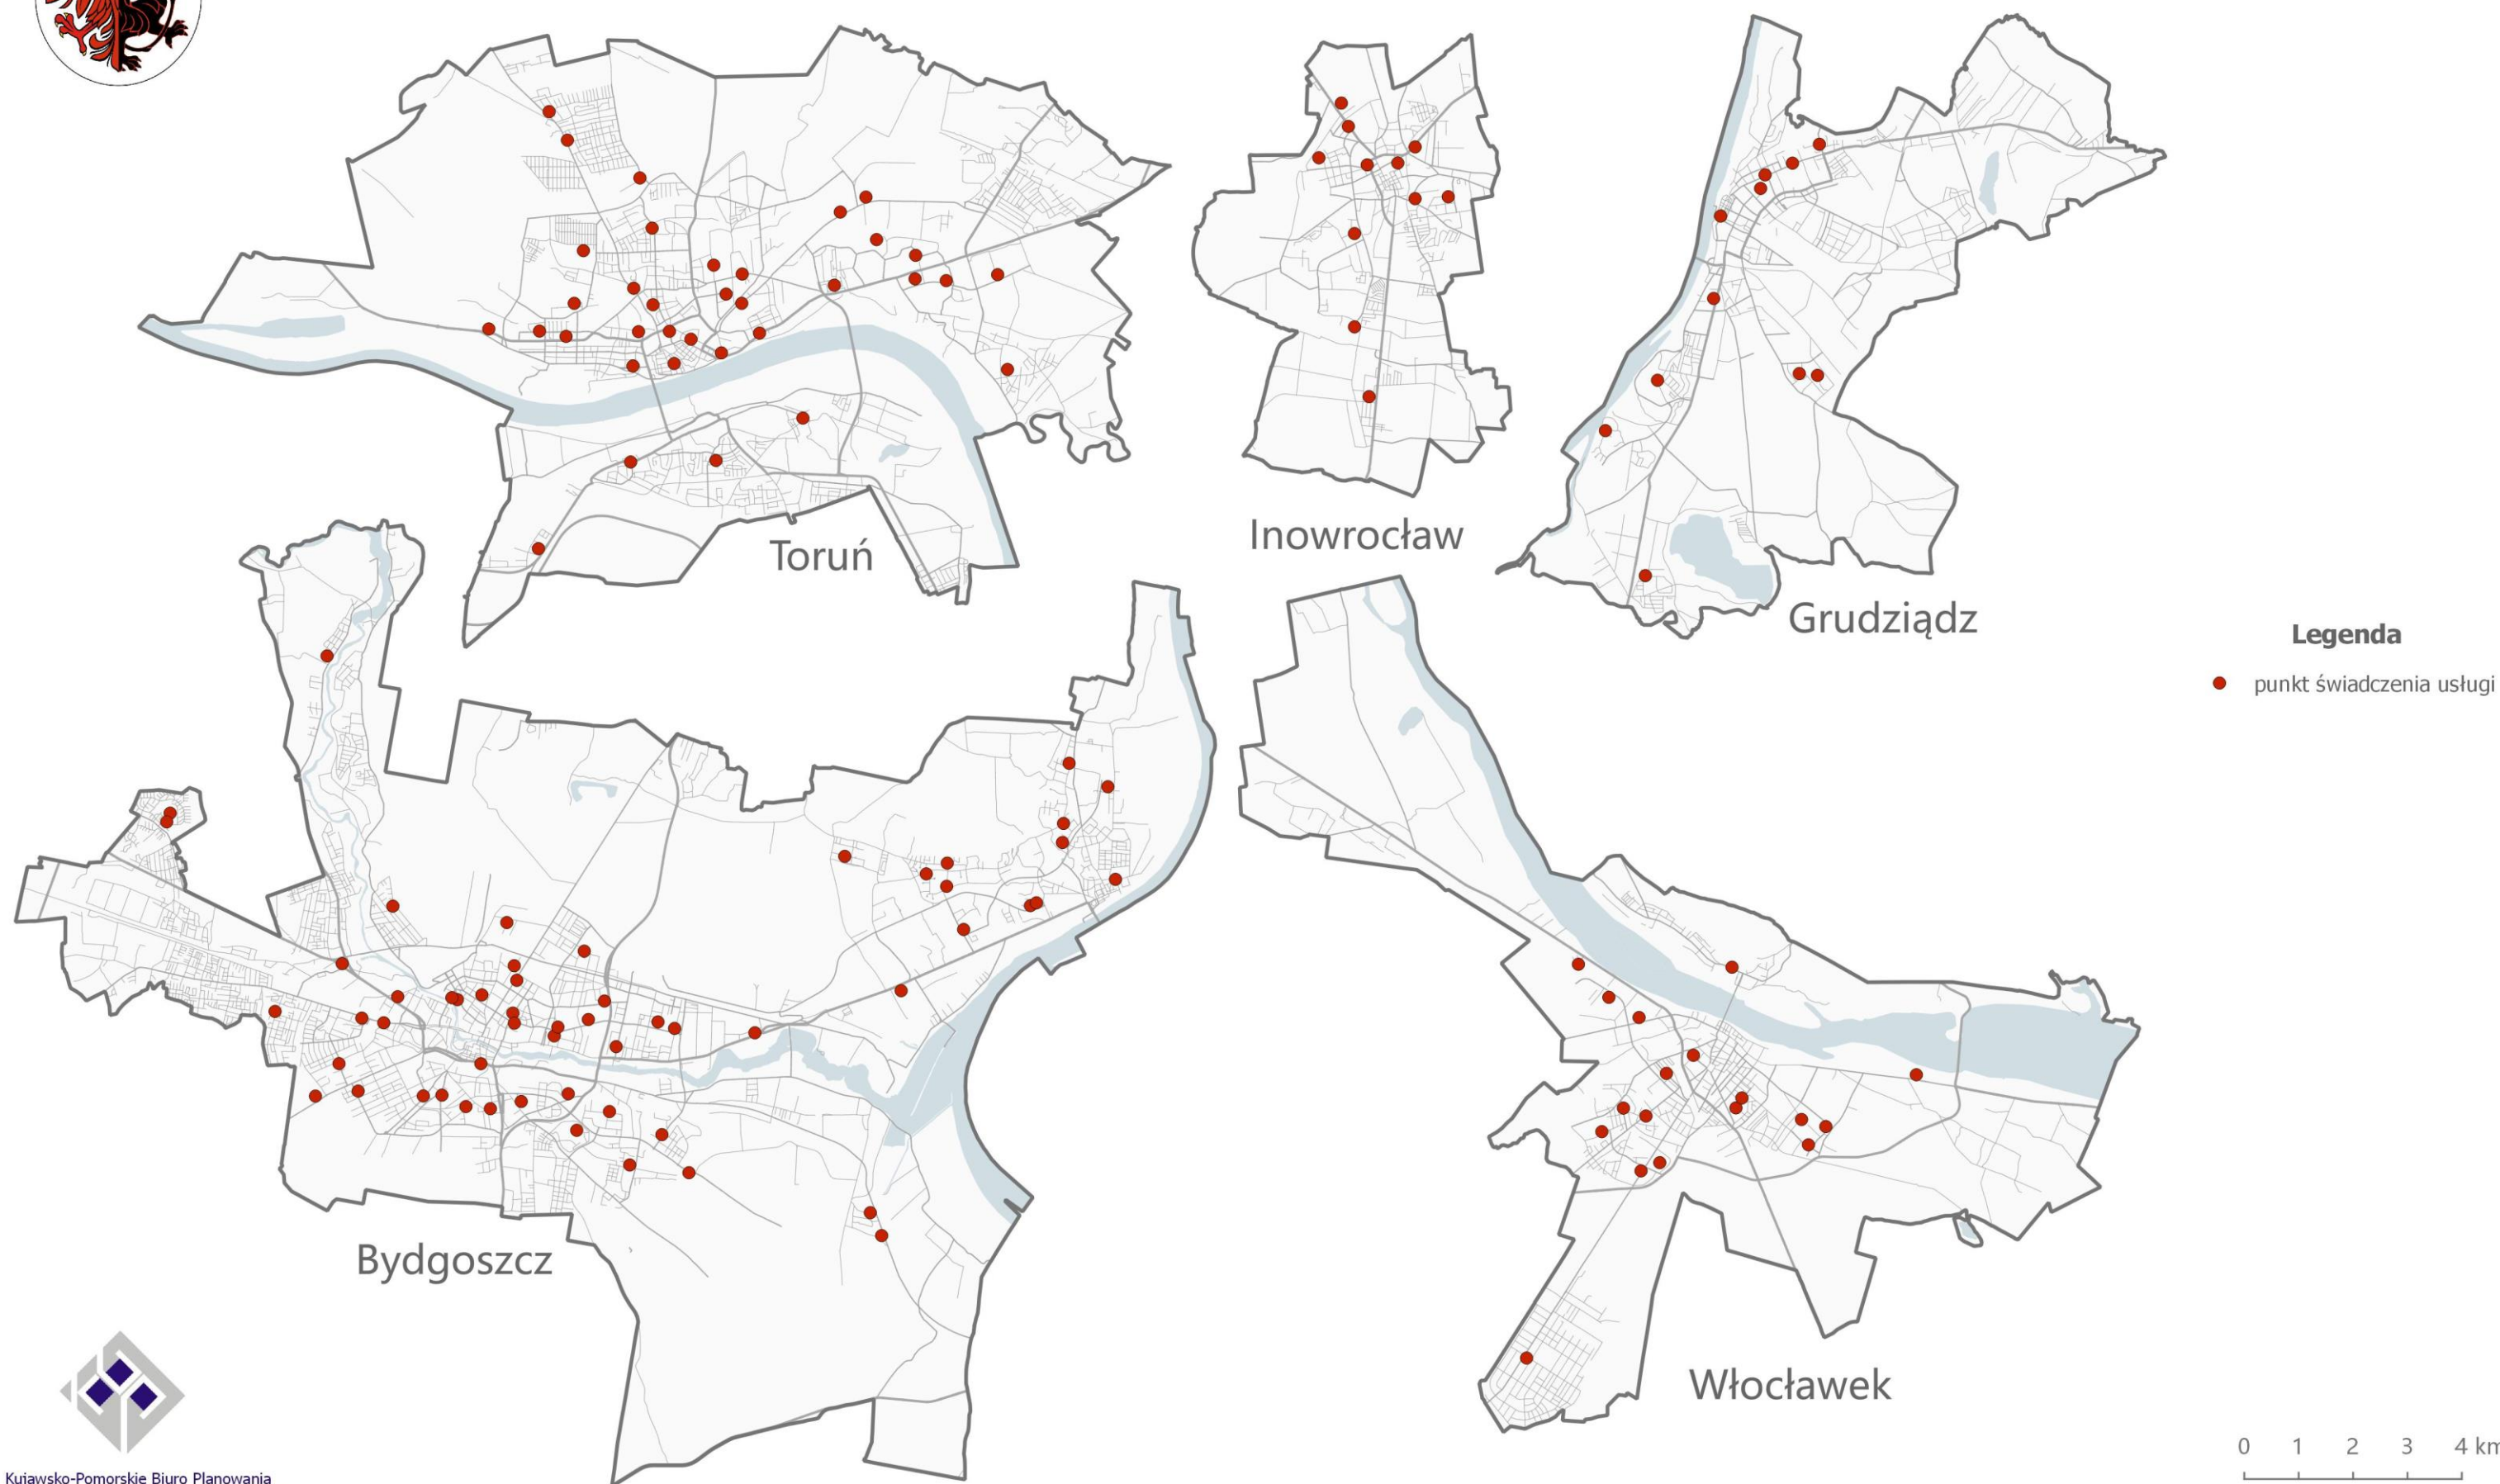 Toruń
Inowrocław
Grudziądz
Legenda
punkt świadczenia usługi
Bydgoszcz
Włocławek
0 1 2 3 4 km
Kujawsko-Pomorskie Biuro Planowania